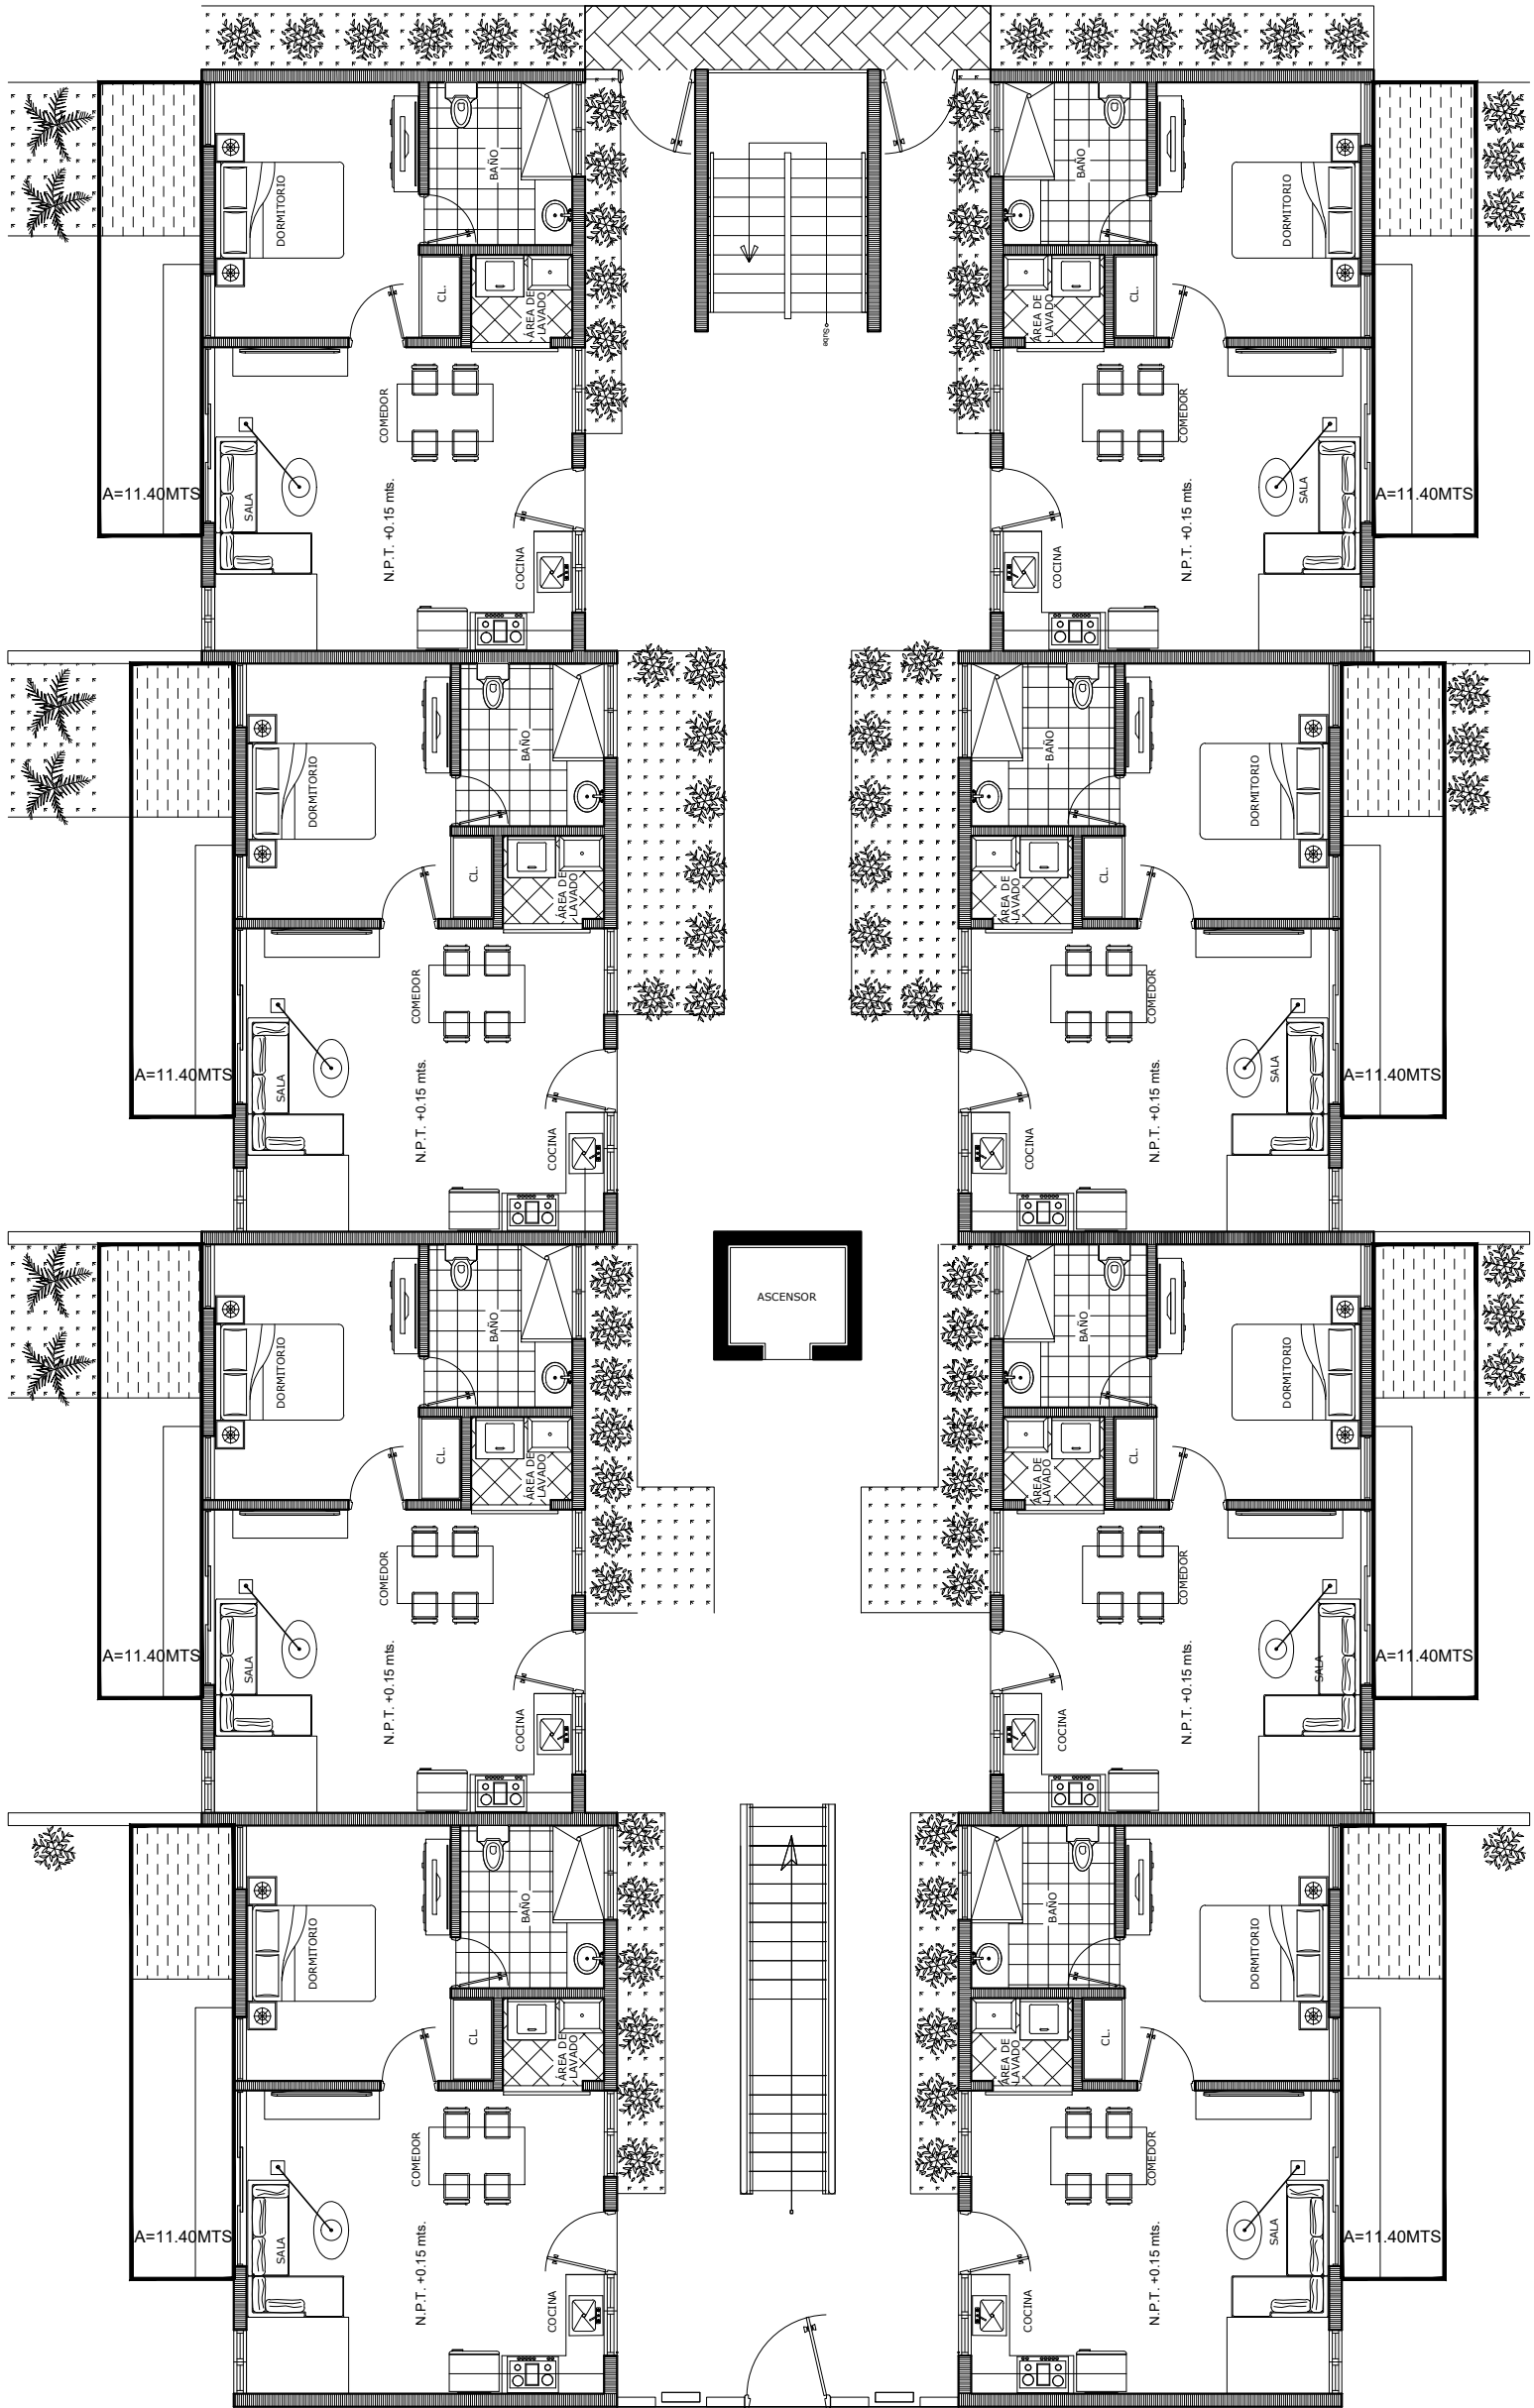 BAÑO
DORMITORIO
CL.
ÁREA DE
LAVADO
COMEDOR
A=11.40MTS
SALA
N.P.T. +0.15 mts.
COCINA
Sube
BAÑO
DORMITORIO
ÁREA DE
LAVADO
CL.
COMEDOR
SALA
A=11.40MTS
N.P.T. +0.15 mts.
COCINA
BAÑO
DORMITORIO
CL.
ÁREA DE
LAVADO
COMEDOR
A=11.40MTS
SALA
N.P.T. +0.15 mts.
COCINA
BAÑO
DORMITORIO
ÁREA DE
LAVADO
CL.
COMEDOR
SALA
A=11.40MTS
N.P.T. +0.15 mts.
COCINA
ASCENSOR
BAÑO
DORMITORIO
CL.
ÁREA DE
LAVADO
COMEDOR
A=11.40MTS
SALA
N.P.T. +0.15 mts.
COCINA
BAÑO
DORMITORIO
ÁREA DE
LAVADO
CL.
COMEDOR
SALA
A=11.40MTS
N.P.T. +0.15 mts.
COCINA
BAÑO
DORMITORIO
CL.
ÁREA DE
LAVADO
COMEDOR
A=11.40MTS
SALA
N.P.T. +0.15 mts.
COCINA
BAÑO
DORMITORIO
ÁREA DE
LAVADO
CL.
COMEDOR
SALA
A=11.40MTS
N.P.T. +0.15 mts.
COCINA